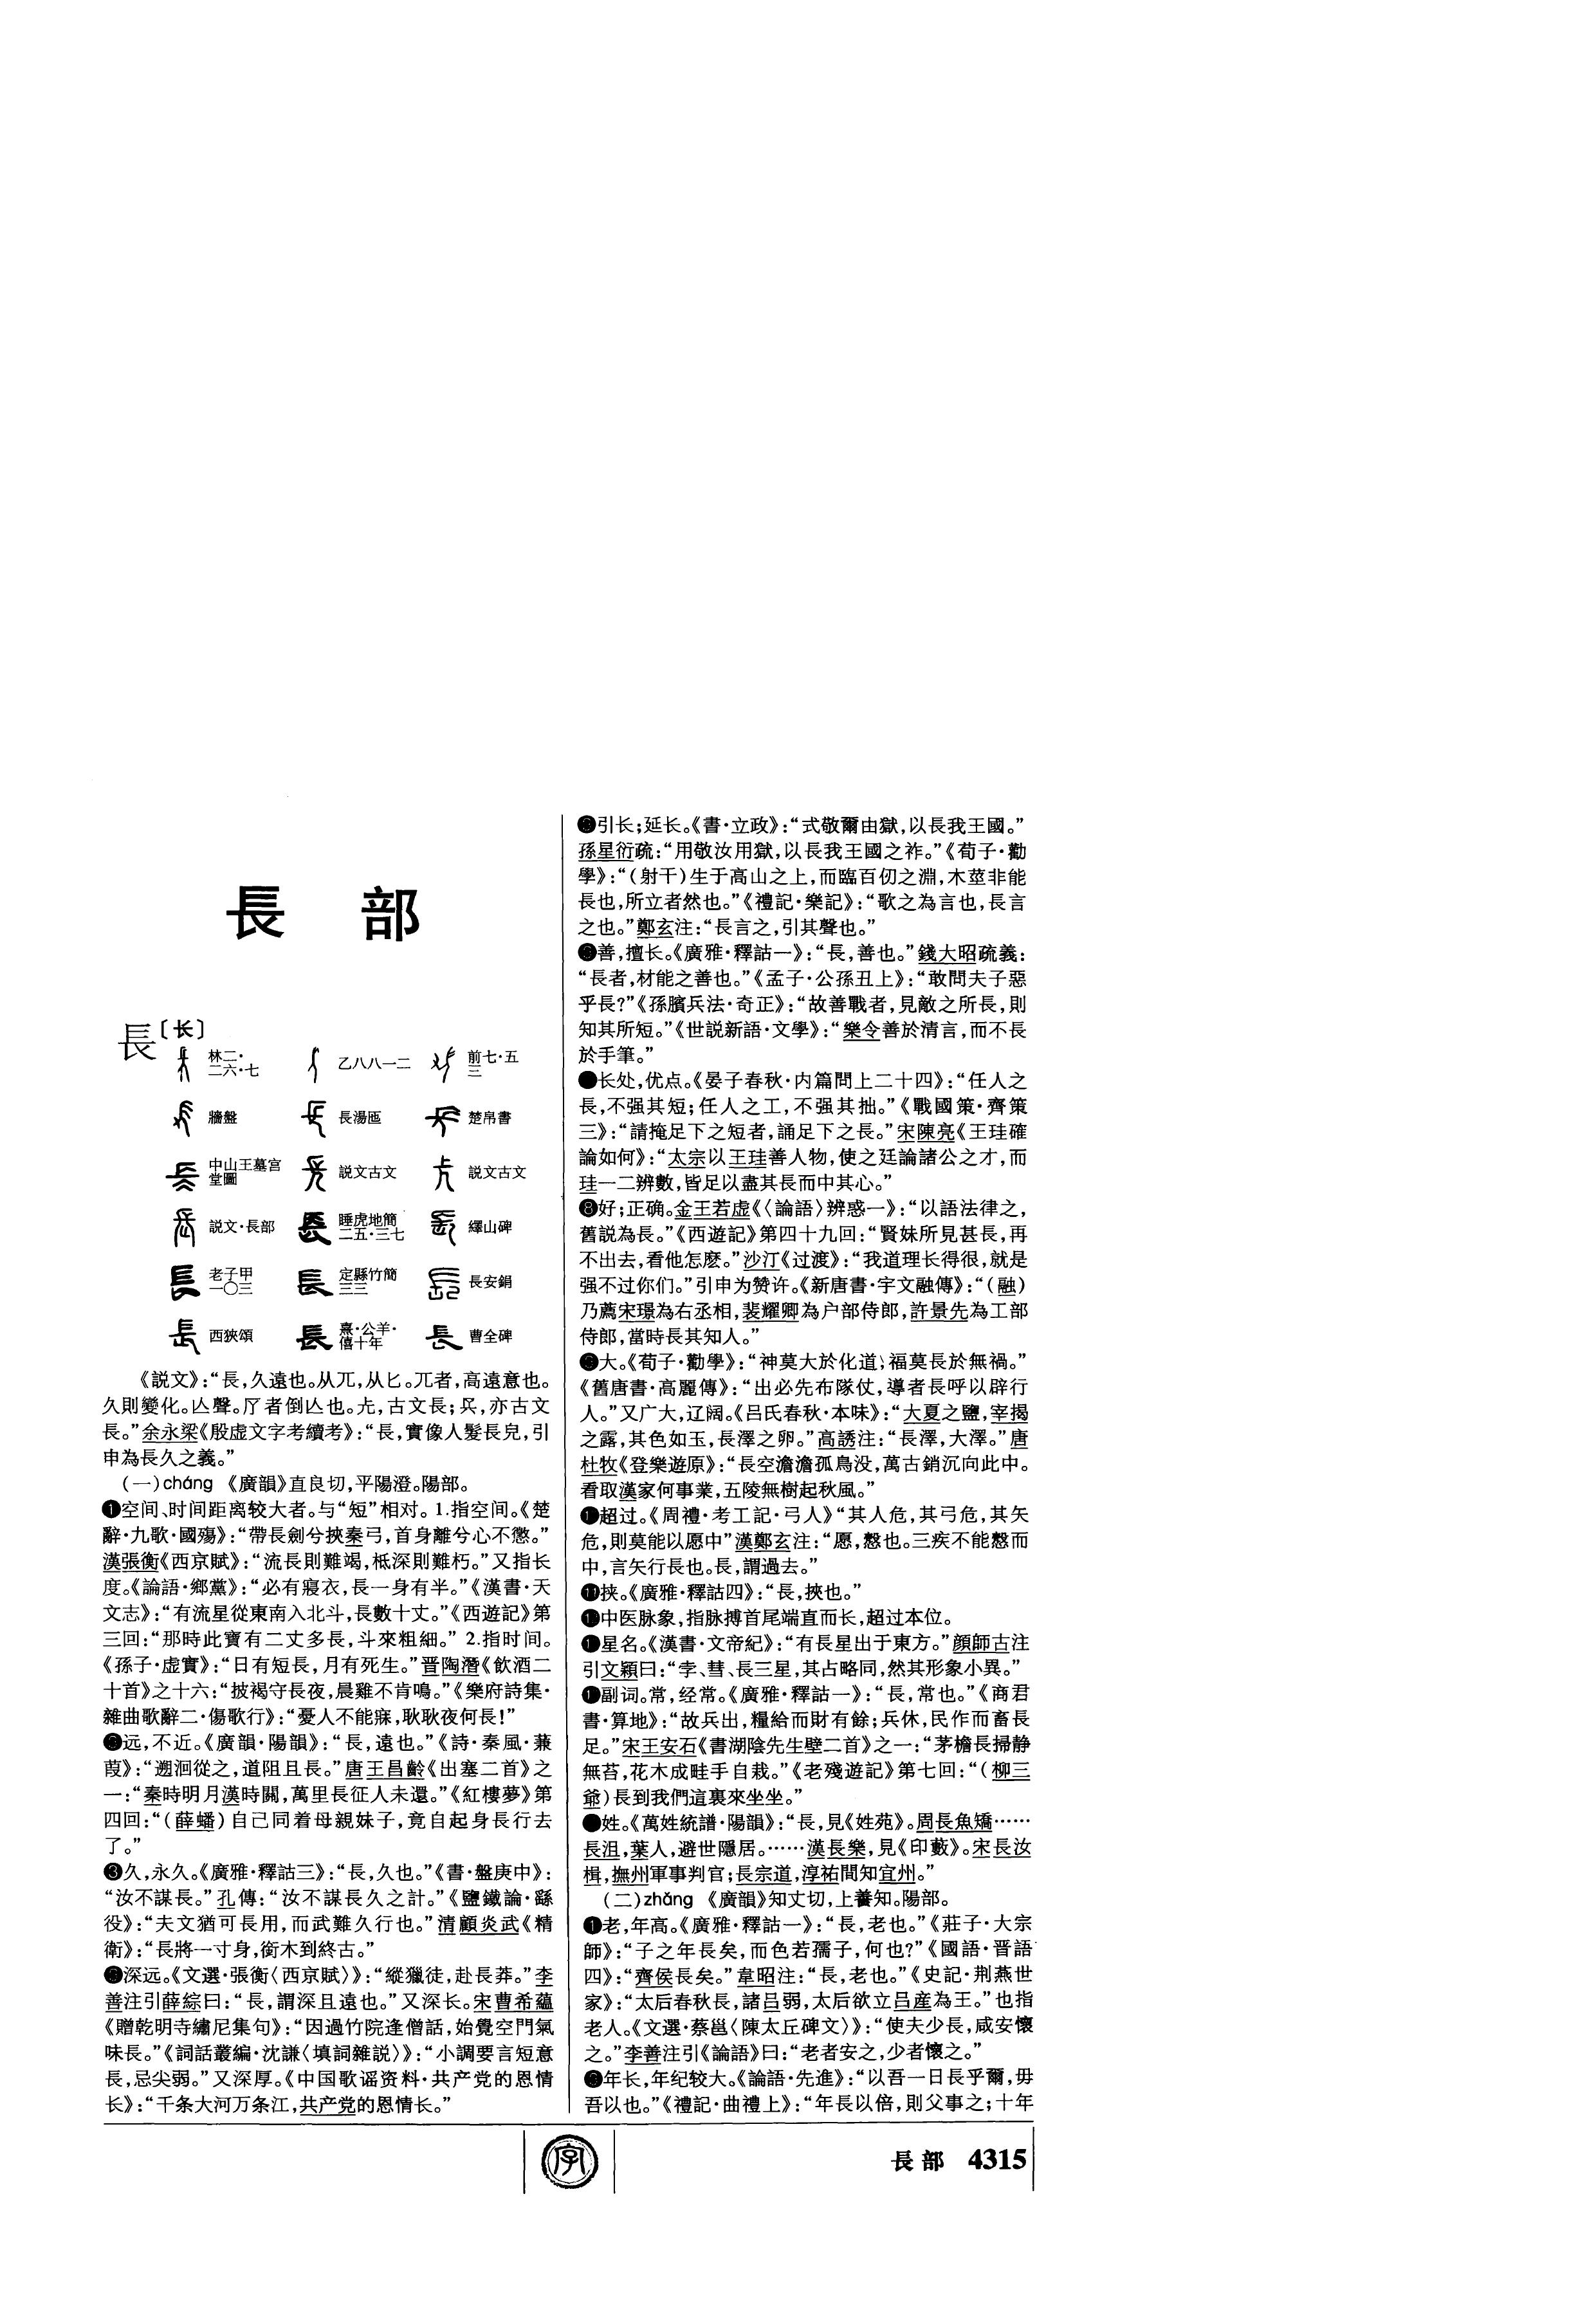 長 部
長〔长〕
林二·
二六·七
乙八八一二
前七·五
三
牆盤
長湯匜
楚帛書
中山王墓宫
堂圖
説文古文
説文古文
説文·長部
睡虎地簡
二五·三七
繹山碑
老子甲
一〇三
定縣竹簡
三三
長安鋗
西狹頌
熹·公羊·
僖十年
曹全碑
《説文》：“長，久遠也。从兀，从匕。兀者，高遠意也。
久則變化。亾聲。𠆢者倒亾也。𠑷，古文長；𠑿，亦古文
長。”余永梁《殷虚文字考續考》：“長，實像人髮長皃，引
申為長久之義。”
（一）cháng 《廣韻》直良切，平陽澄。陽部。
❶空间、时间距离较大者。与“短”相对。1.指空间。《楚
辭·九歌·國殤》：“帶長劍兮挾秦弓，首身離兮心不懲。”
漢張衡《西京賦》：“流長則難竭，柢深則難朽。”又指长
度。《論語·鄉黨》：“必有寢衣，長一身有半。”《漢書·天
文志》：“有流星從東南入北斗，長數十丈。”《西遊記》第
三回：“那時此寶有二丈多長，斗來粗細。” 2.指时间。
《孫子·虚實》：“日有短長，月有死生。”晋陶潛《飲酒二
十首》之十六：“披褐守長夜，晨雞不肯鳴。”《樂府詩集·
雜曲歌辭二·傷歌行》：“憂人不能寐，耿耿夜何長！”
❷远，不近。《廣韻·陽韻》：“長，遠也。”《詩·秦風·蒹
葭》：“遡洄從之，道阻且長。”唐王昌齡《出塞二首》之
一：“秦時明月漢時關，萬里長征人未還。”《紅樓夢》第
四回：“（薛蟠）自己同着母親妹子，竟自起身長行去
了。”
❸久，永久。《廣雅·釋詁三》：“長，久也。”《書·盤庚中》：
“汝不謀長。”孔傳：“汝不謀長久之計。”《鹽鐵論·繇
役》：“夫文猶可長用，而武難久行也。”清顧炎武《精
衛》：“長將一寸身，銜木到終古。”
❹深远。《文選·張衡〈西京賦〉》：“縱獵徒，赴長莽。”李
善注引薛綜曰：“長，謂深且遠也。”又深长。宋曹希藴
《贈乾明寺繡尼集句》：“因過竹院逢僧話，始覺空門氣
味長。”《詞話叢編·沈謙〈填詞雜説〉》：“小調要言短意
長，忌尖弱。”又深厚。《中国歌谣资料·共产党的恩情
长》：“千条大河万条江，共产党的恩情长。”
❺引长；延长。《書·立政》：“式敬爾由獄，以長我王國。”
孫星衍疏：“用敬汝用獄，以長我王國之祚。”《荀子·勸
學》：“（射干）生于高山之上，而臨百仞之淵，木莖非能
長也，所立者然也。”《禮記·樂記》：“歌之為言也，長言
之也。”鄭玄注：“長言之，引其聲也。”
❻善，擅长。《廣雅·釋詁一》：“長，善也。”錢大昭疏義：
“長者，材能之善也。”《孟子·公孫丑上》：“敢問夫子惡
乎長？”《孫臏兵法·奇正》：“故善戰者，見敵之所長，則
知其所短。”《世説新語·文學》：“樂令善於清言，而不長
於手筆。”
❼长处，优点。《晏子春秋·内篇問上二十四》：“任人之
長，不强其短；任人之工，不强其拙。”《戰國策·齊策
三》：“請掩足下之短者，誦足下之長。”宋陳亮《王珪確
論如何》：“太宗以王珪善人物，使之廷論諸公之才，而
珪一二辨數，皆足以盡其長而中其心。”
❽好；正确。金王若虚《〈論語〉辨惑一》：“以語法律之，
舊説為長。”《西遊記》第四十九回：“賢妹所見甚長，再
不出去，看他怎麽。”沙汀《过渡》：“我道理长得很，就是
强不过你们。”引申为赞许。《新唐書·宇文融傳》：“（融）
乃薦宋璟為右丞相，裴耀卿為户部侍郎，許景先為工部
侍郎，當時長其知人。”
❾大。《荀子·勸學》：“神莫大於化道，福莫長於無禍。”
《舊唐書·高麗傳》：“出必先布隊仗，導者長呼以辟行
人。”又广大，辽阔。《吕氏春秋·本味》：“大夏之鹽，宰揭
之露，其色如玉，長澤之卵。”高誘注：“長澤，大澤。”唐
杜牧《登樂遊原》：“長空澹澹孤鳥没，萬古銷沉向此中。
看取漢家何事業，五陵無樹起秋風。”
❿超过。《周禮·考工記·弓人》“其人危，其弓危，其矢
危，則莫能以愿中”漢鄭玄注：“愿，慤也。三疾不能慤而
中，言矢行長也。長，謂過去。”
⓫挟。《廣雅·釋詁四》：“長，挾也。”
⓬中医脉象，指脉搏首尾端直而长，超过本位。
⓭星名。《漢書·文帝紀》：“有長星出于東方。”顔師古注
引文穎曰：“孛、彗、長三星，其占略同，然其形象小異。”
⓮副词。常，经常。《廣雅·釋詁一》：“長，常也。”《商君
書·算地》：“故兵出，糧給而財有餘；兵休，民作而畜長
足。”宋王安石《書湖陰先生壁二首》之一：“茅檐長掃静
無苔，花木成畦手自栽。”《老殘遊記》第七回：“（柳三
爺）長到我們這裏來坐坐。”
⓯姓。《萬姓統譜·陽韻》：“長，見《姓苑》。周長魚矯……
長沮，葉人，避世隱居。……漢長樂，見《印藪》。宋長汝
楫，撫州軍事判官；長宗道，淳祐間知宜州。”
（二）zhǎng 《廣韻》知丈切，上養知。陽部。
❶老，年高。《廣雅·釋詁一》：“長，老也。”《莊子·大宗
師》：“子之年長矣，而色若孺子，何也？”《國語·晋語
四》：“齊侯長矣。”韋昭注：“長，老也。”《史記·荆燕世
家》：“太后春秋長，諸吕弱，太后欲立吕産為王。”也指
老人。《文選·蔡邕〈陳太丘碑文〉》：“使夫少長，咸安懷
之。”李善注引《論語》曰：“老者安之，少者懷之。”
❷年长，年纪较大。《論語·先進》：“以吾一日長乎爾，毋
吾以也。”《禮記·曲禮上》：“年長以倍，則父事之；十年
字
長部 4315